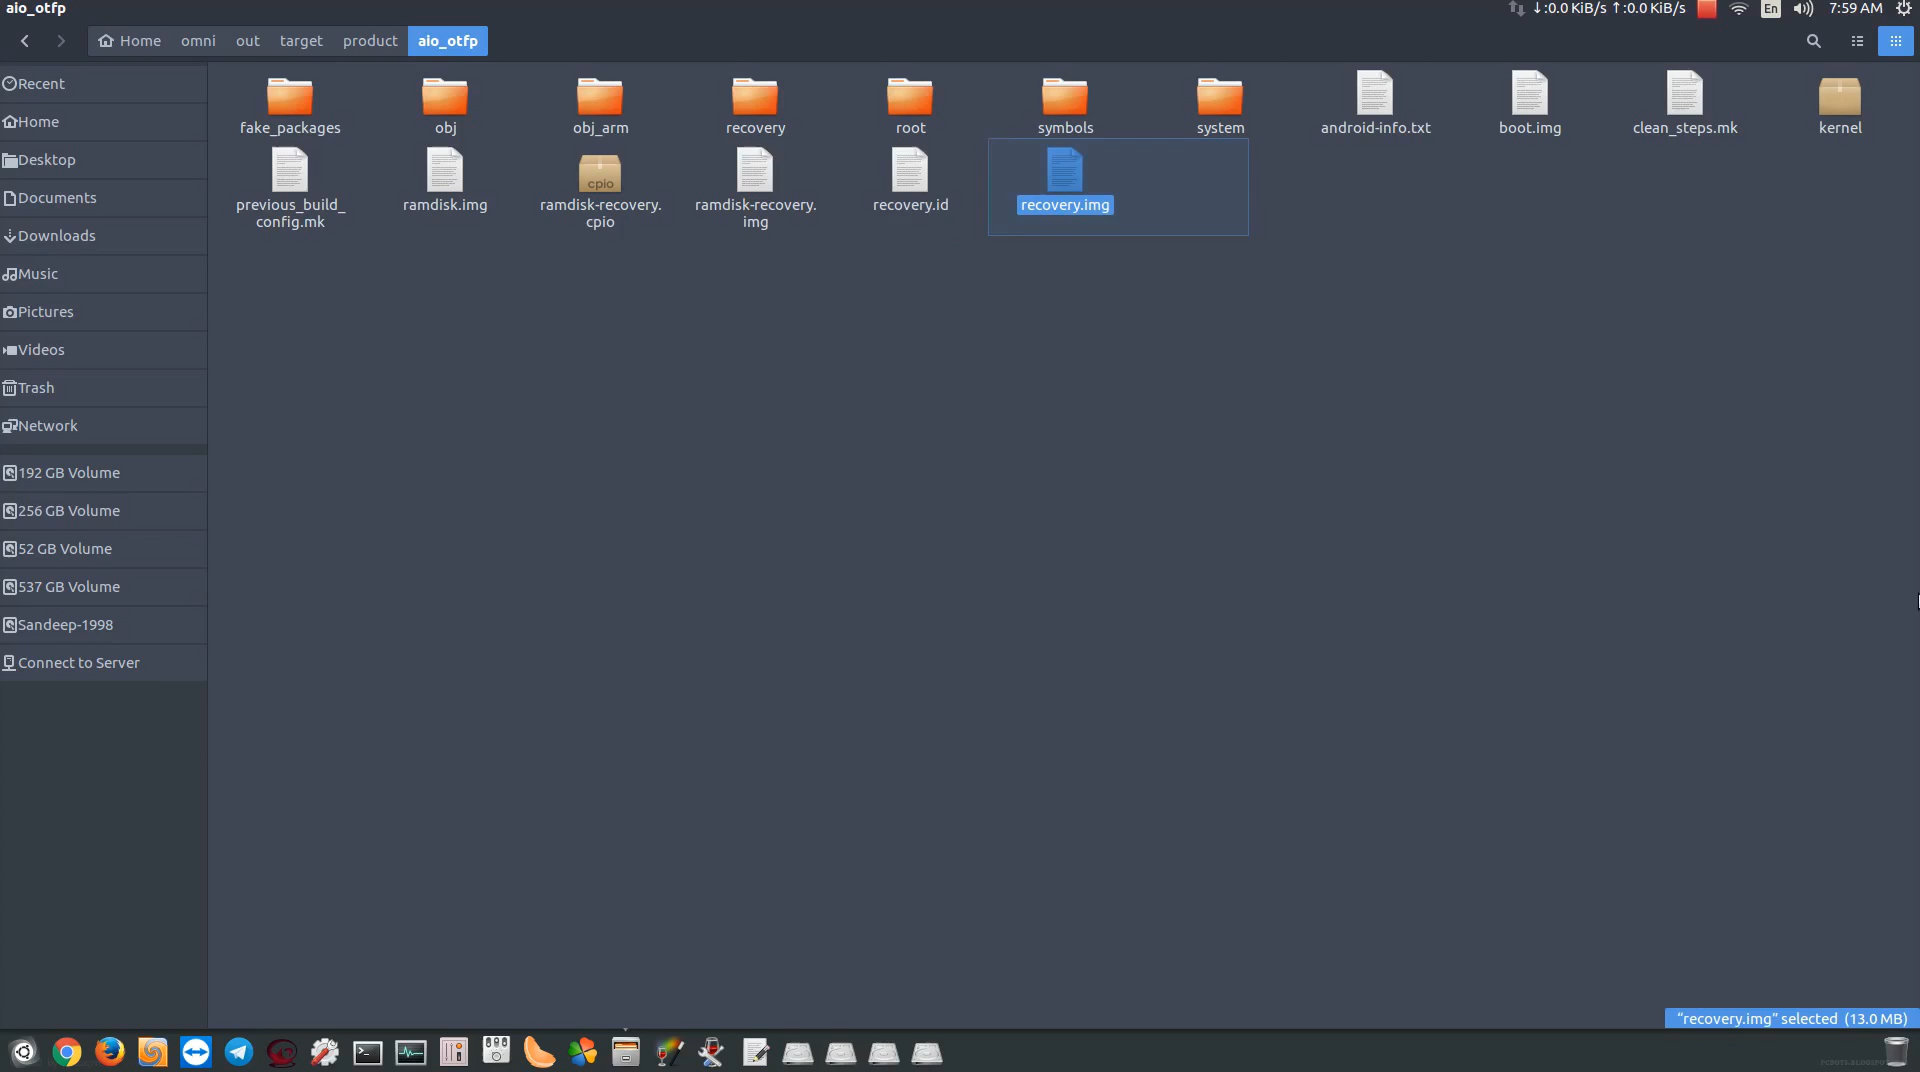 aio_otfp
↓:0.0 KiB/s ↑:0.0 KiB/s
En
7:59 AM
Home omni out target product aio_otfp
Recent
Home
Desktop
Documents
Downloads
Music
Pictures
Videos
Trash
Network
192 GB Volume
256 GB Volume
52 GB Volume
537 GB Volume
Sandeep-1998
Connect to Server
fake_packages obj obj_arm recovery root symbols system android-info.txt boot.img clean_steps.mk kernel
cpio
previous_build_ ramdisk.img ramdisk-recovery. ramdisk-recovery. recovery.id recovery.img
config.mk cpio img
“recovery.img” selected (13.0 MB)